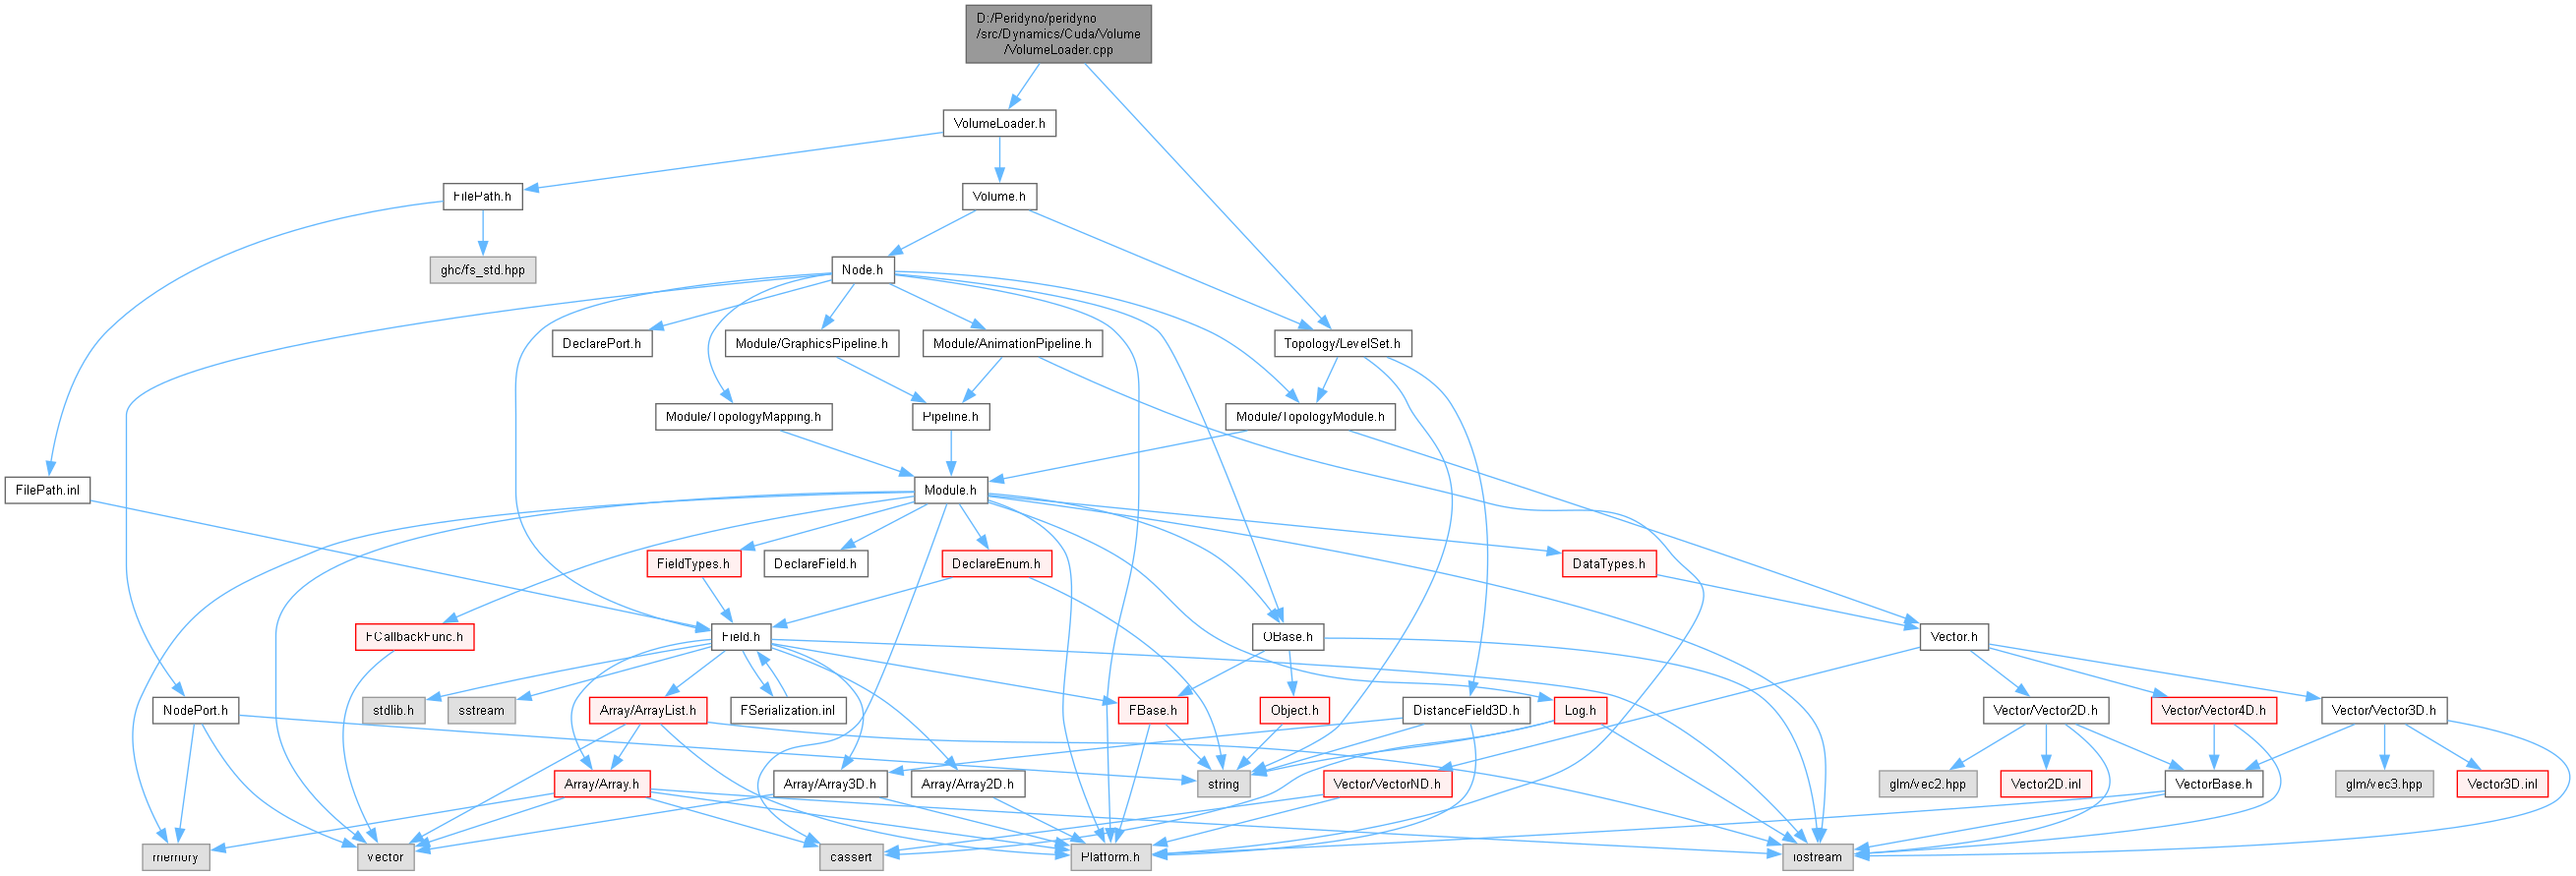 D:/Peridyno/peridyno
/src/Dynamics/Cuda/Volume
/VolumeLoader.cpp
VolumeLoader.h
FilePath.h
Volume.h
ghc/fs_std.hpp
Node.h
DeclarePort.h
Module/GraphicsPipeline.h
Module/AnimationPipeline.h
Topology/LevelSet.h
Module/TopologyMapping.h
Pipeline.h
Module/TopologyModule.h
FilePath.inl
Module.h
FieldTypes.h
DeclareField.h
DeclareEnum.h
DataTypes.h
FCallbackFunc.h
Field.h
OBase.h
Vector.h
NodePort.h
stdlib.h
sstream
Array/ArrayList.h
FSerialization.inl
FBase.h
Object.h
DistanceField3D.h
Log.h
Vector/Vector2D.h
Vector/Vector4D.h
Vector/Vector3D.h
Array/Array.h
Array/Array3D.h
Array/Array2D.h
string
Vector/VectorND.h
glm/vec2.hpp
Vector2D.inl
VectorBase.h
glm/vec3.hpp
Vector3D.inl
memory
vector
cassert
Platform.h
iostream